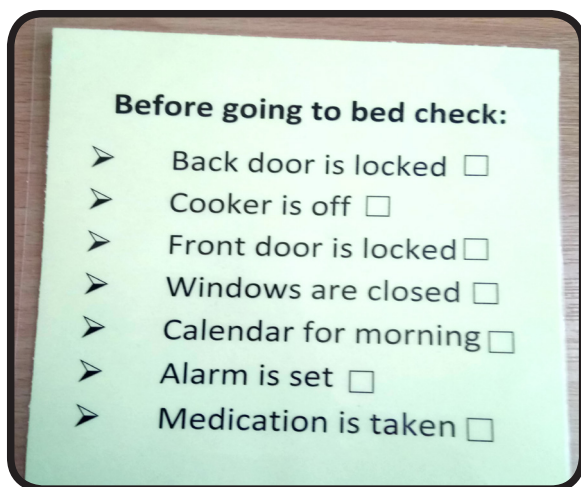 Before going to bed check:
➢ Back door is locked ☐
➢ Cooker is off ☐
➢ Front door is locked ☐
➢ Windows are closed ☐
➢ Calendar for morning ☐
➢ Alarm is set ☐
➢ Medication is taken ☐